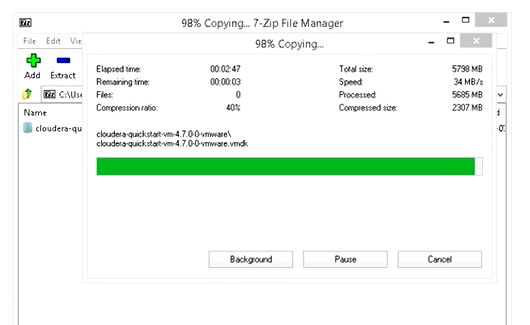 98% Copying... 7-Zip File Manager
File Edit Vie
98% Copying...
Add Extract
Elapsed time: 00:02:47 Total size: 5798 MB
Remaining time: 00:00:03 Speed: 34 MB/s
Files: 0 Processed: 5685 MB
Compression ratio: 40% Compressed size: 2307 MB
C:\Use
Name
cloudera-qu
cloudera-quickstart-vm-4.7.0-0-vmware\
cloudera-quickstart-vm-4.7.0-0-vmware.vmdk
Background Pause Cancel